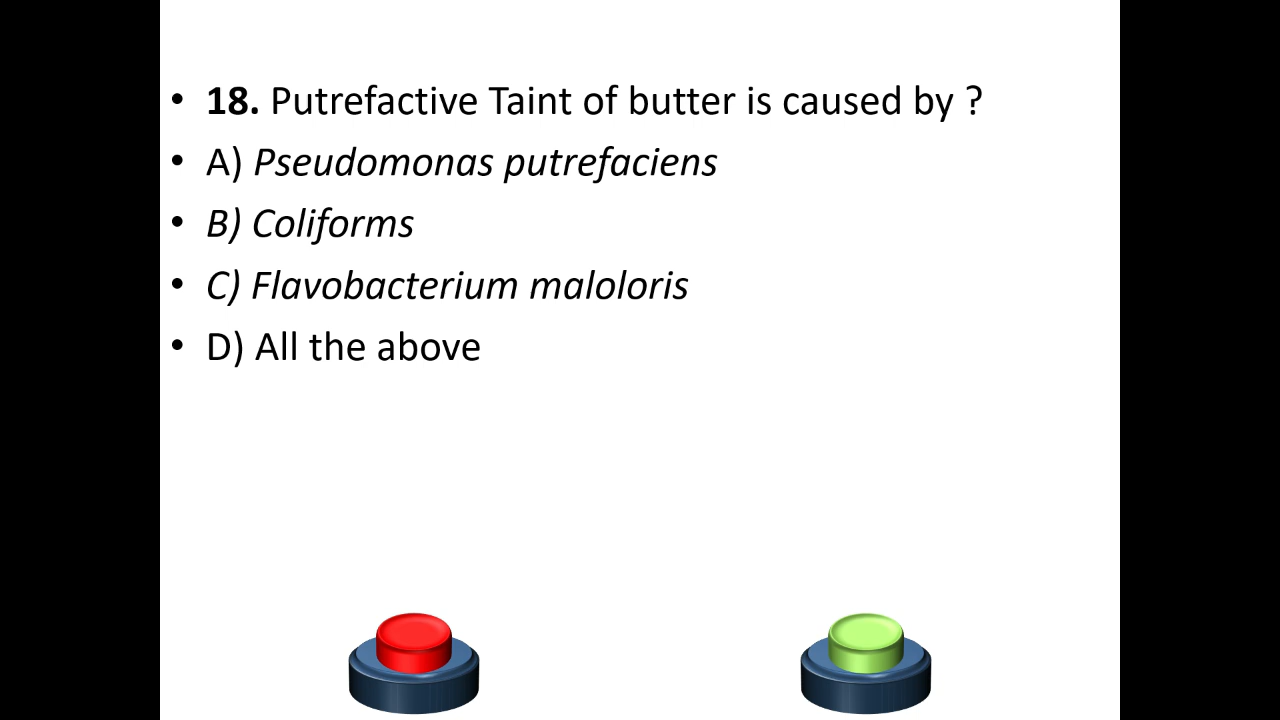 • 18. Putrefactive Taint of butter is caused by ?
• A) Pseudomonas putrefaciens
• B) Coliforms
• C) Flavobacterium maloloris
• D) All the above